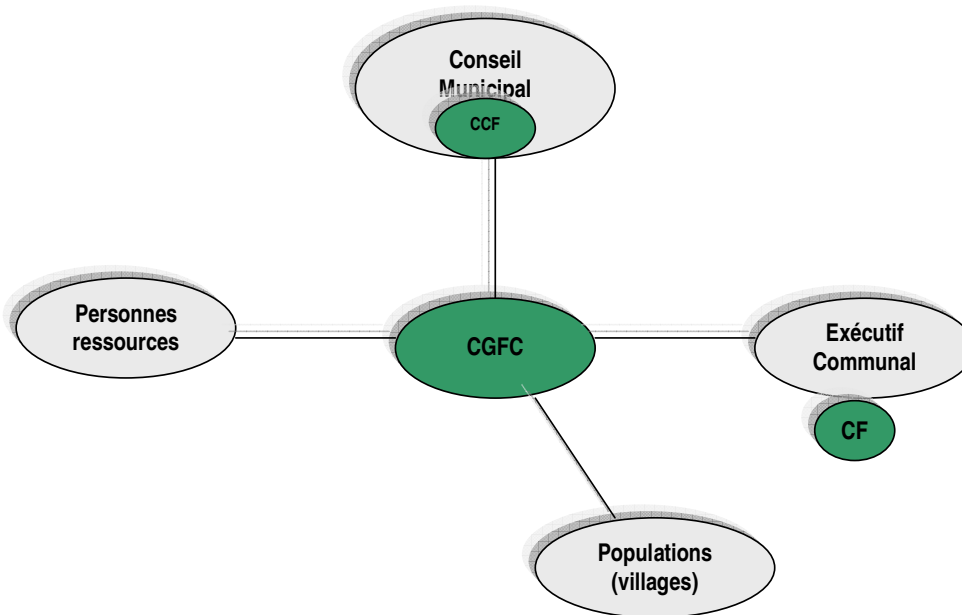 Conseil
Municipal
CCF
Personnes
ressources
CGFC
Exécutif
Communal
CF
Populations
(villages)